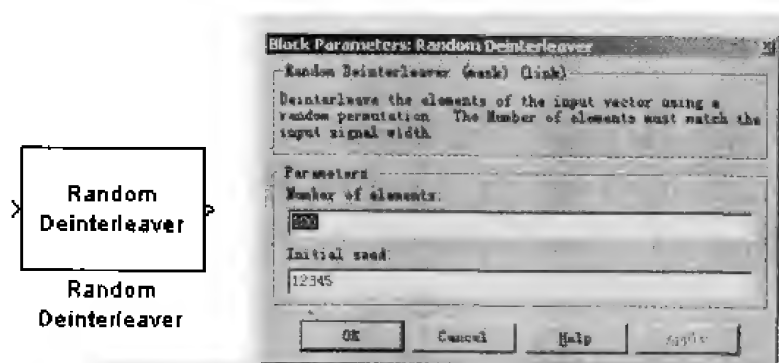 Random
Deinterleaver
Random
Deinterleaver
Block Parameters: Random Deinterleaver
Random Deinterleaver (mask) (link)
Deinterleave the elements of the input vector using a
random permutation. The Number of elements must match the
input signal width.
Parameters
Number of elements:
100
Initial seed:
12345
OK
Cancel
Help
Apply